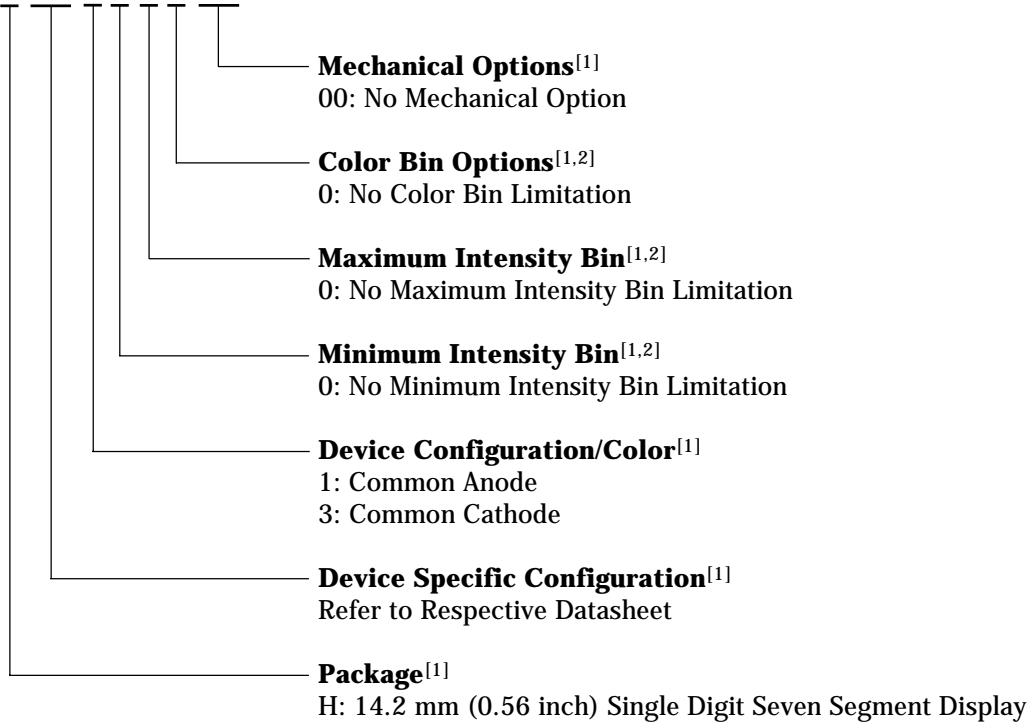 Mechanical Options[1]
00: No Mechanical Option
Color Bin Options[1,2]
0: No Color Bin Limitation
Maximum Intensity Bin[1,2]
0: No Maximum Intensity Bin Limitation
Minimum Intensity Bin[1,2]
0: No Minimum Intensity Bin Limitation
Device Configuration/Color[1]
1: Common Anode
3: Common Cathode
Device Specific Configuration[1]
Refer to Respective Datasheet
Package[1]
H: 14.2 mm (0.56 inch) Single Digit Seven Segment Display